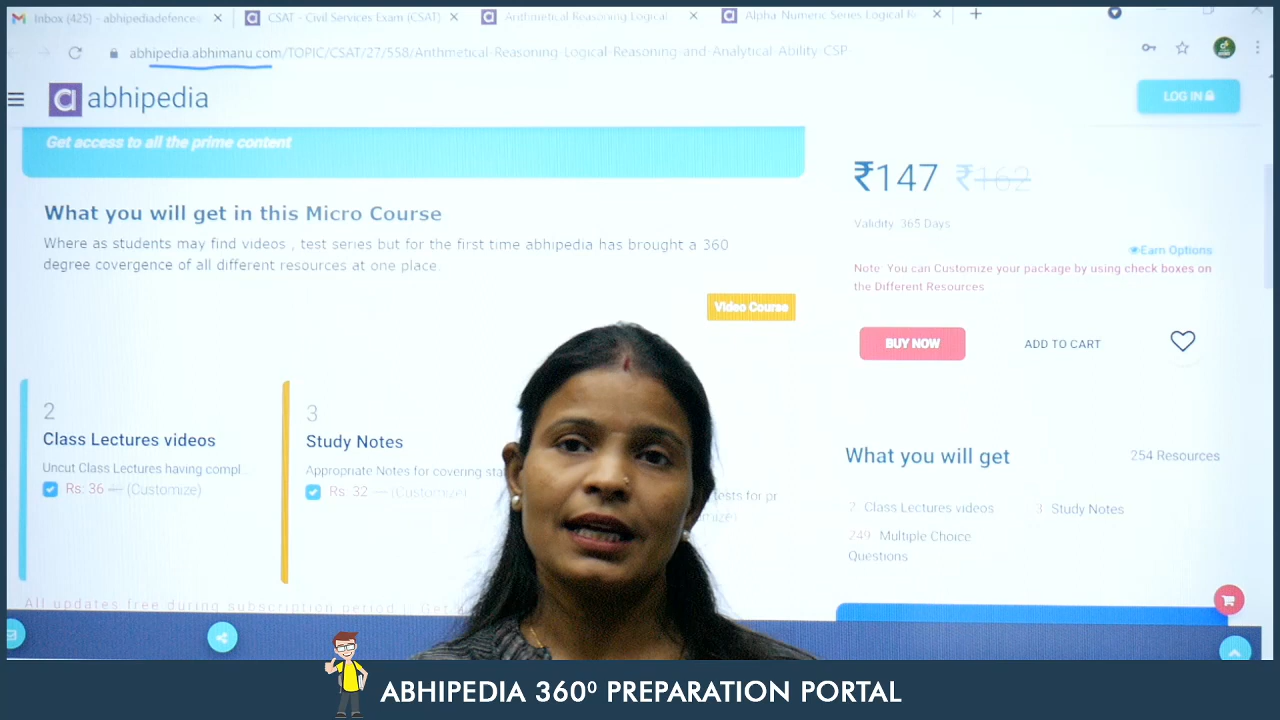 Inbox (425) - abhipediadefence
CSAT - Civil Services Exam (CSAT)
Arithmetical Reasoning Logical
Alpha-Numeric Series Logical Re
abhipedia.abhimanu.com/TOPIC/CSAT/27/558/Arithmetical-Reasoning-Logical-Reasoning-and-Analytical-Ability-CSP
a abhipedia
LOG IN
Get access to all the prime content
₹147 ₹162
What you will get in this Micro Course
Validity: 365 Days
Where as students may find videos , test series but for the first time abhipedia has brought a 360
degree covergence of all different resources at one place.
Earn Options
Note: You can Customize your package by using check boxes on
the Different Resources
Video Course
BUY NOW
ADD TO CART
2
Class Lectures videos
Uncut Class Lectures having compl...
Rs: 36 (Customize)
3
Study Notes
Appropriate Notes for covering sta
Rs: 32 (Customize)
tests for pr
What you will get
254 Resources
2 Class Lectures videos
3 Study Notes
249 Multiple Choice
Questions
All updates free during subscription period | Get
ABHIPEDIA 360⁰ PREPARATION PORTAL